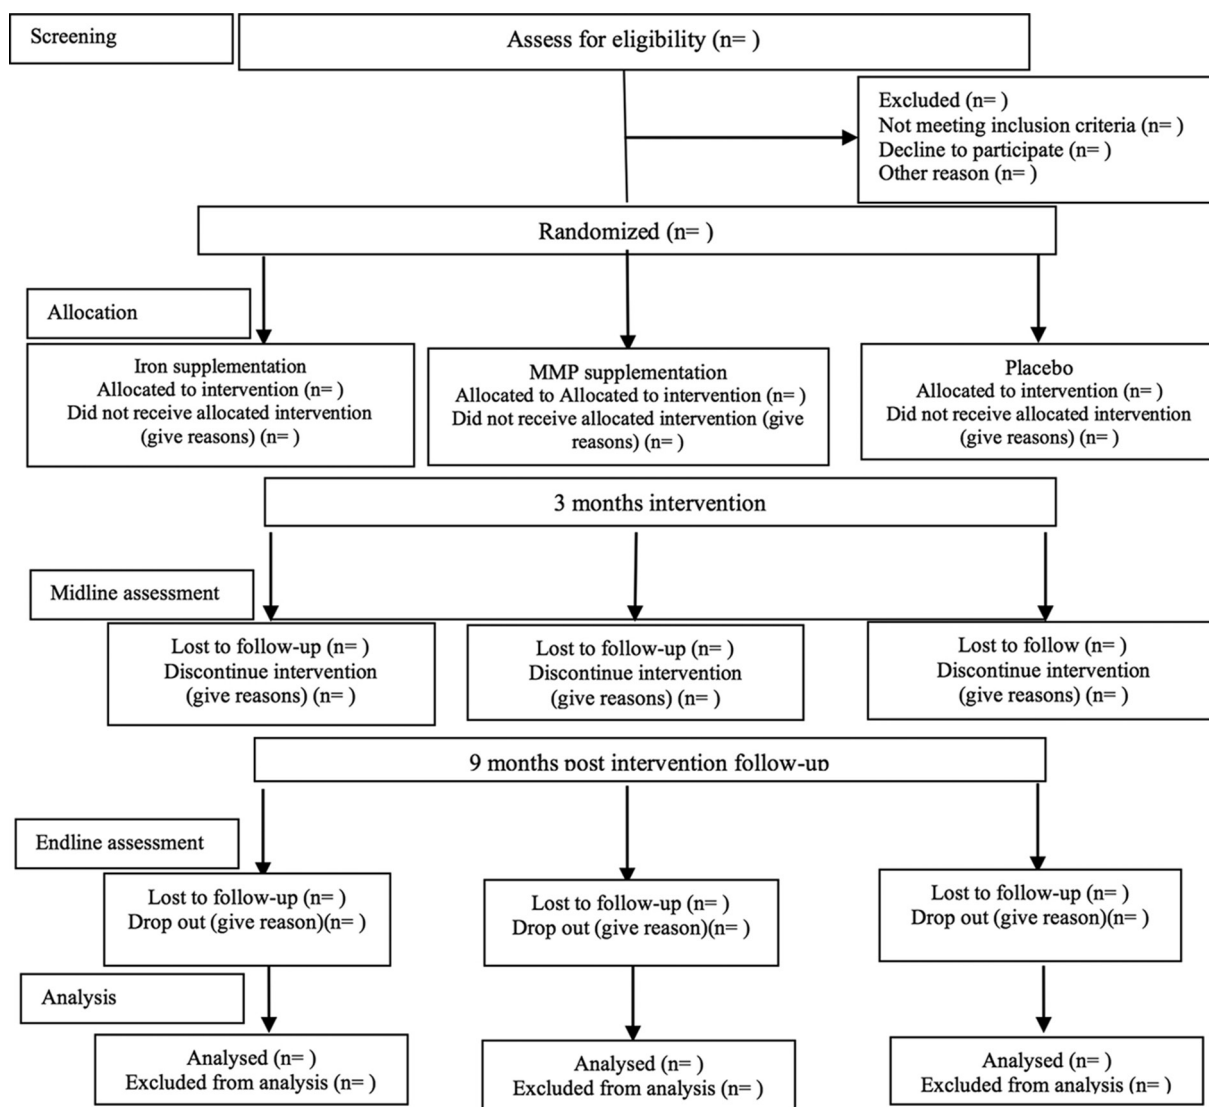 Screening
Assess for eligibility (n= )
Excluded (n= )
Not meeting inclusion criteria (n= )
Decline to participate (n= )
Other reason (n= )
Randomized (n= )
Allocation
Iron supplementation
Allocated to intervention (n= )
Did not receive allocated intervention
(give reasons) (n= )
MMP supplementation
Allocated to Allocated to intervention (n= )
Did not receive allocated intervention (give
reasons) (n= )
Placebo
Allocated to intervention (n= )
Did not receive allocated intervention
(give reasons) (n= )
3 months intervention
Midline assessment
Lost to follow-up (n= )
Discontinue intervention
(give reasons) (n= )
Lost to follow-up (n= )
Discontinue intervention
(give reasons) (n= )
Lost to follow (n= )
Discontinue intervention
(give reasons) (n= )
9 months post intervention follow-up
Endline assessment
Lost to follow-up (n= )
Drop out (give reason)(n= )
Lost to follow-up (n= )
Drop out (give reason)(n= )
Lost to follow-up (n= )
Drop out (give reason)(n= )
Analysis
Analysed (n= )
Excluded from analysis (n= )
Analysed (n= )
Excluded from analysis (n= )
Analysed (n= )
Excluded from analysis (n= )